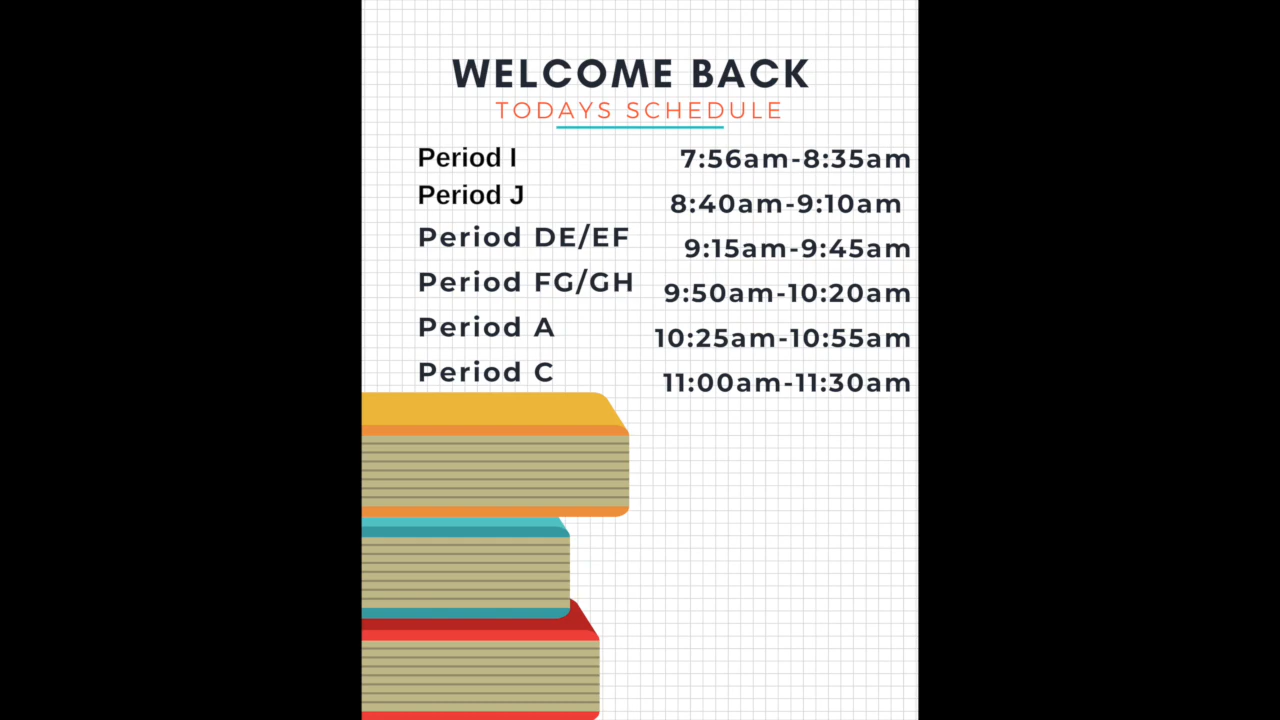 WELCOME BACK
TODAYS SCHEDULE
Period I 7:56am-8:35am
Period J 8:40am-9:10am
Period DE/EF 9:15am-9:45am
Period FG/GH 9:50am-10:20am
Period A 10:25am-10:55am
Period C 11:00am-11:30am